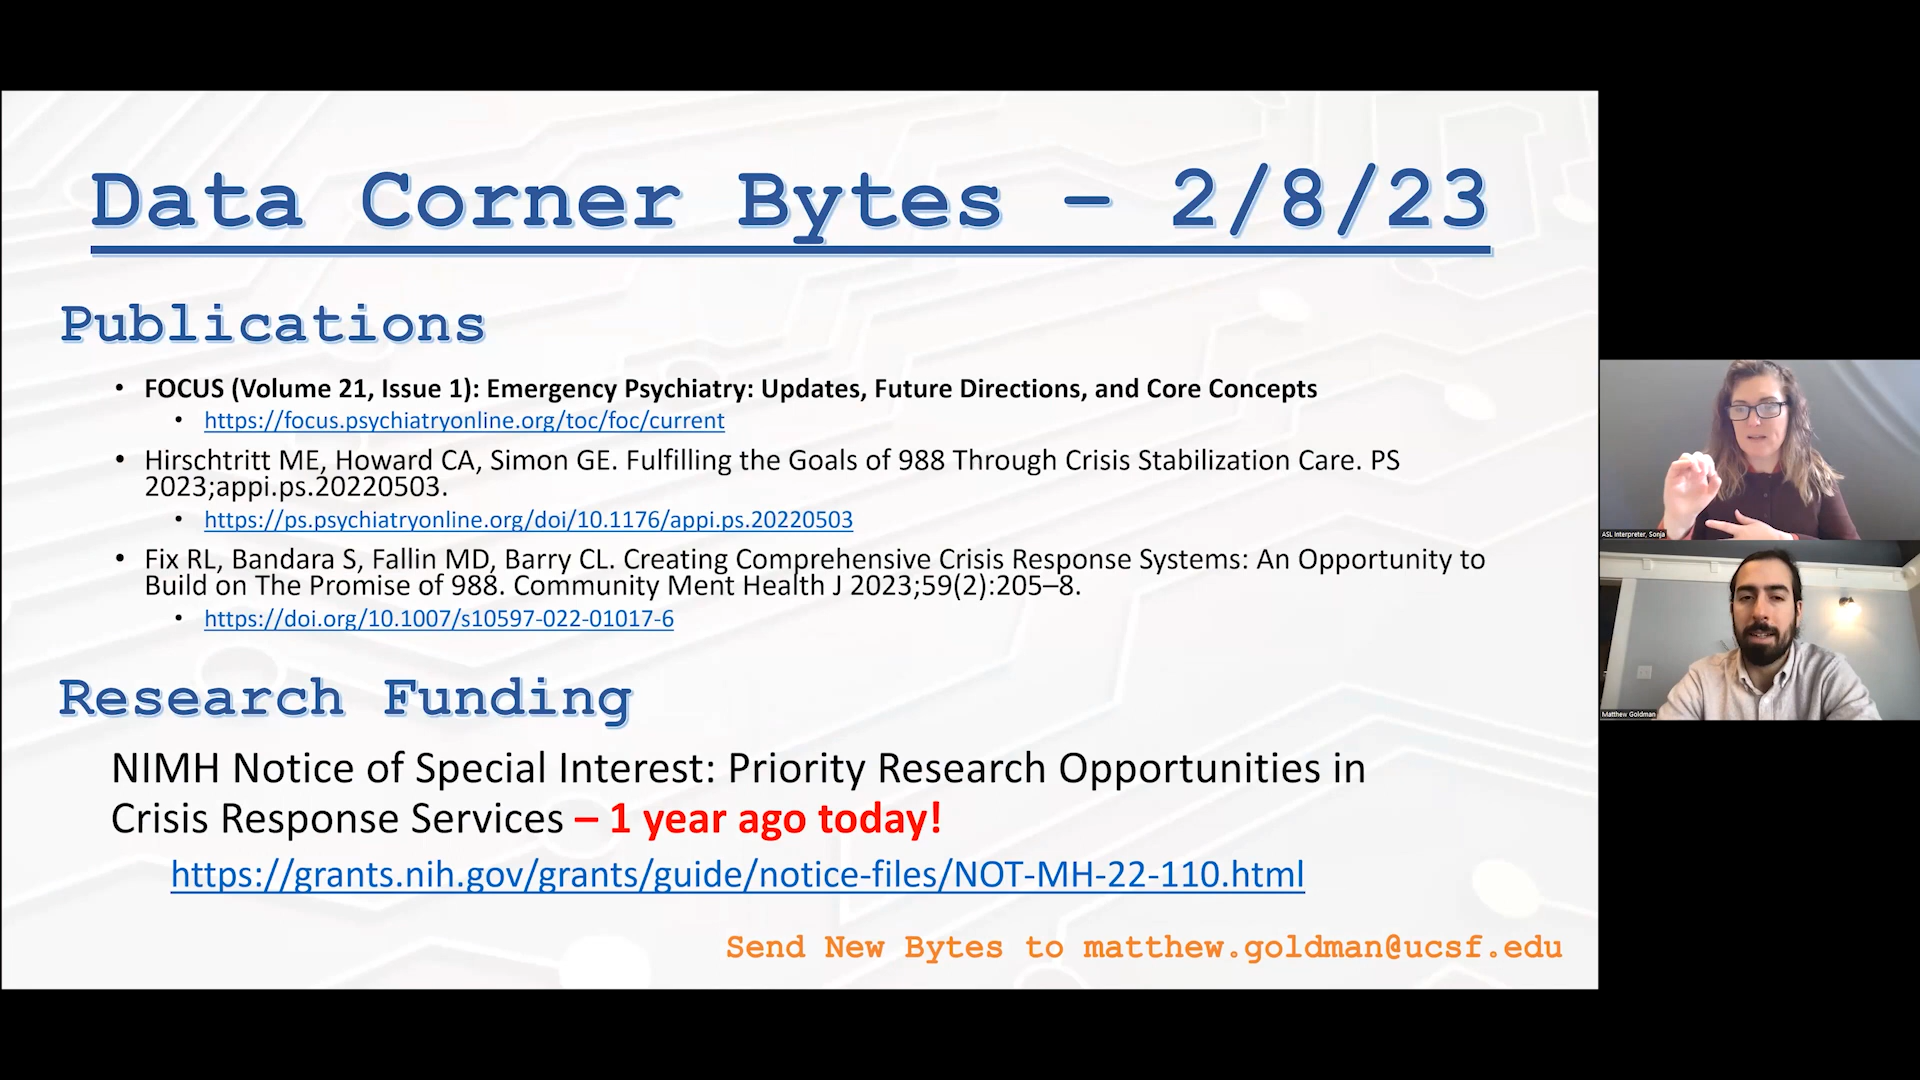 Data Corner Bytes – 2/8/23
Publications
• FOCUS (Volume 21, Issue 1): Emergency Psychiatry: Updates, Future Directions, and Core Concepts
• https://focus.psychiatryonline.org/toc/foc/current
• Hirschtritt ME, Howard CA, Simon GE. Fulfilling the Goals of 988 Through Crisis Stabilization Care. PS
2023;appi.ps.20220503.
• https://ps.psychiatryonline.org/doi/10.1176/appi.ps.20220503
• Fix RL, Bandara S, Fallin MD, Barry CL. Creating Comprehensive Crisis Response Systems: An Opportunity to
Build on The Promise of 988. Community Ment Health J 2023;59(2):205–8.
• https://doi.org/10.1007/s10597-022-01017-6
Research Funding
NIMH Notice of Special Interest: Priority Research Opportunities in
Crisis Response Services – 1 year ago today!
https://grants.nih.gov/grants/guide/notice-files/NOT-MH-22-110.html
Send New Bytes to matthew.goldman@ucsf.edu
ASL Interpreter, Sonja
Matthew Goldman